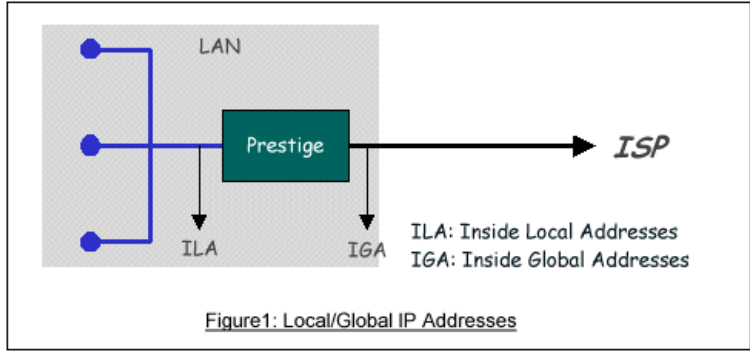 LAN
Prestige
ISP
ILA
IGA
ILA: Inside Local Addresses
IGA: Inside Global Addresses
Figure1: Local/Global IP Addresses